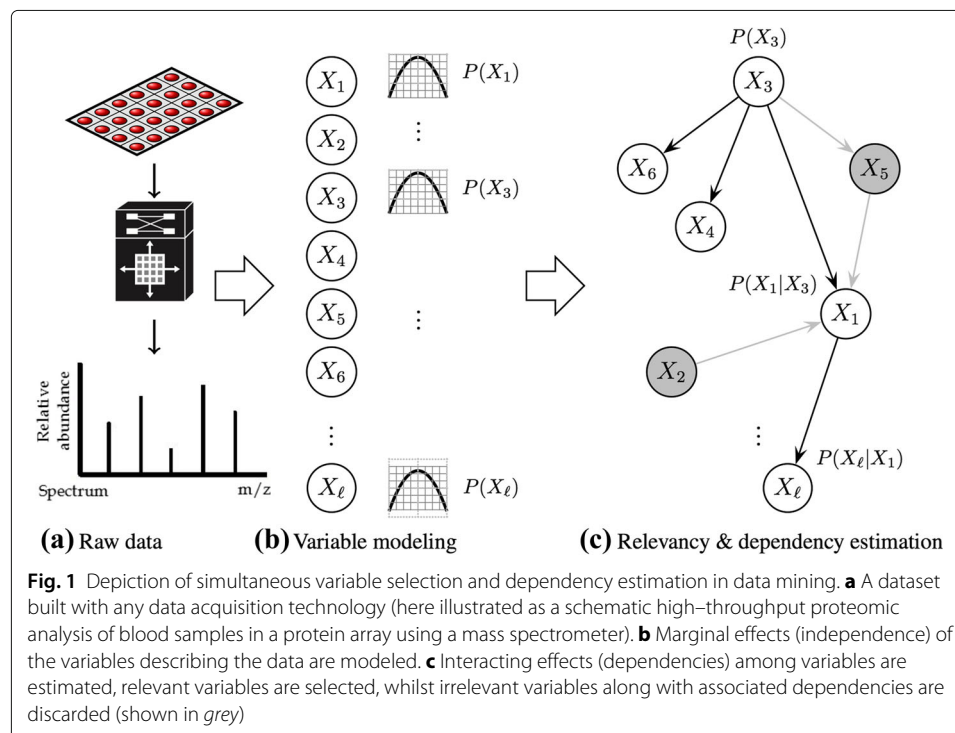 Relative
abundance
Spectrum
m/z
(a) Raw data
X₁
X₂
X₃
X₄
X₅
X₆
⋮
Xℓ
P(X₁)
⋮
P(X₃)
⋮
P(Xℓ)
(b) Variable modeling
P(X₃)
X₃
X₆
X₅
X₄
P(X₁|X₃)
X₁
X₂
⋮
P(Xℓ|X₁)
Xℓ
(c) Relevancy & dependency estimation
Fig. 1 Depiction of simultaneous variable selection and dependency estimation in data mining. a A dataset
built with any data acquisition technology (here illustrated as a schematic high–throughput proteomic
analysis of blood samples in a protein array using a mass spectrometer). b Marginal effects (independence) of
the variables describing the data are modeled. c Interacting effects (dependencies) among variables are
estimated, relevant variables are selected, whilst irrelevant variables along with associated dependencies are
discarded (shown in grey)